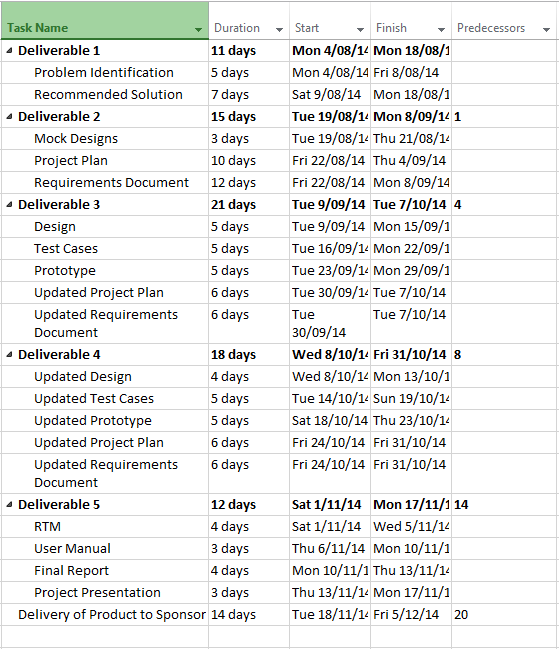 Task Name Duration Start Finish Predecessors
Deliverable 1 11 days Mon 4/08/14 Mon 18/08/1
Problem Identification 5 days Mon 4/08/14 Fri 8/08/14
Recommended Solution 7 days Sat 9/08/14 Mon 18/08/1
Deliverable 2 15 days Tue 19/08/14 Mon 8/09/14 1
Mock Designs 3 days Tue 19/08/14 Thu 21/08/14
Project Plan 10 days Fri 22/08/14 Thu 4/09/14
Requirements Document 12 days Fri 22/08/14 Mon 8/09/14
Deliverable 3 21 days Tue 9/09/14 Tue 7/10/14 4
Design 5 days Tue 9/09/14 Mon 15/09/1
Test Cases 5 days Tue 16/09/14 Mon 22/09/1
Prototype 5 days Tue 23/09/14 Mon 29/09/1
Updated Project Plan 6 days Tue 30/09/14 Tue 7/10/14
Updated Requirements 6 days Tue Tue 7/10/14
Document 30/09/14
Deliverable 4 18 days Wed 8/10/14 Fri 31/10/14 8
Updated Design 4 days Wed 8/10/14 Mon 13/10/1
Updated Test Cases 5 days Tue 14/10/14 Sun 19/10/14
Updated Prototype 5 days Sat 18/10/14 Thu 23/10/14
Updated Project Plan 6 days Fri 24/10/14 Fri 31/10/14
Updated Requirements 6 days Fri 24/10/14 Fri 31/10/14
Document
Deliverable 5 12 days Sat 1/11/14 Mon 17/11/1 14
RTM 4 days Sat 1/11/14 Wed 5/11/14
User Manual 3 days Thu 6/11/14 Mon 10/11/1
Final Report 4 days Mon 10/11/1 Thu 13/11/14
Project Presentation 3 days Thu 13/11/14 Mon 17/11/1
Delivery of Product to Sponsor 14 days Tue 18/11/14 Fri 5/12/14 20